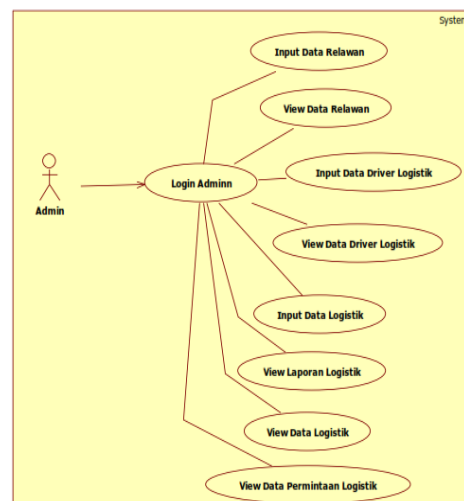 System
Input Data Relawan
View Data Relawan
Input Data Driver Logistik
Login Adminn
Admin
View Data Driver Logistik
Input Data Logistik
View Laporan Logistik
View Data Logistik
View Data Permintaan Logistik